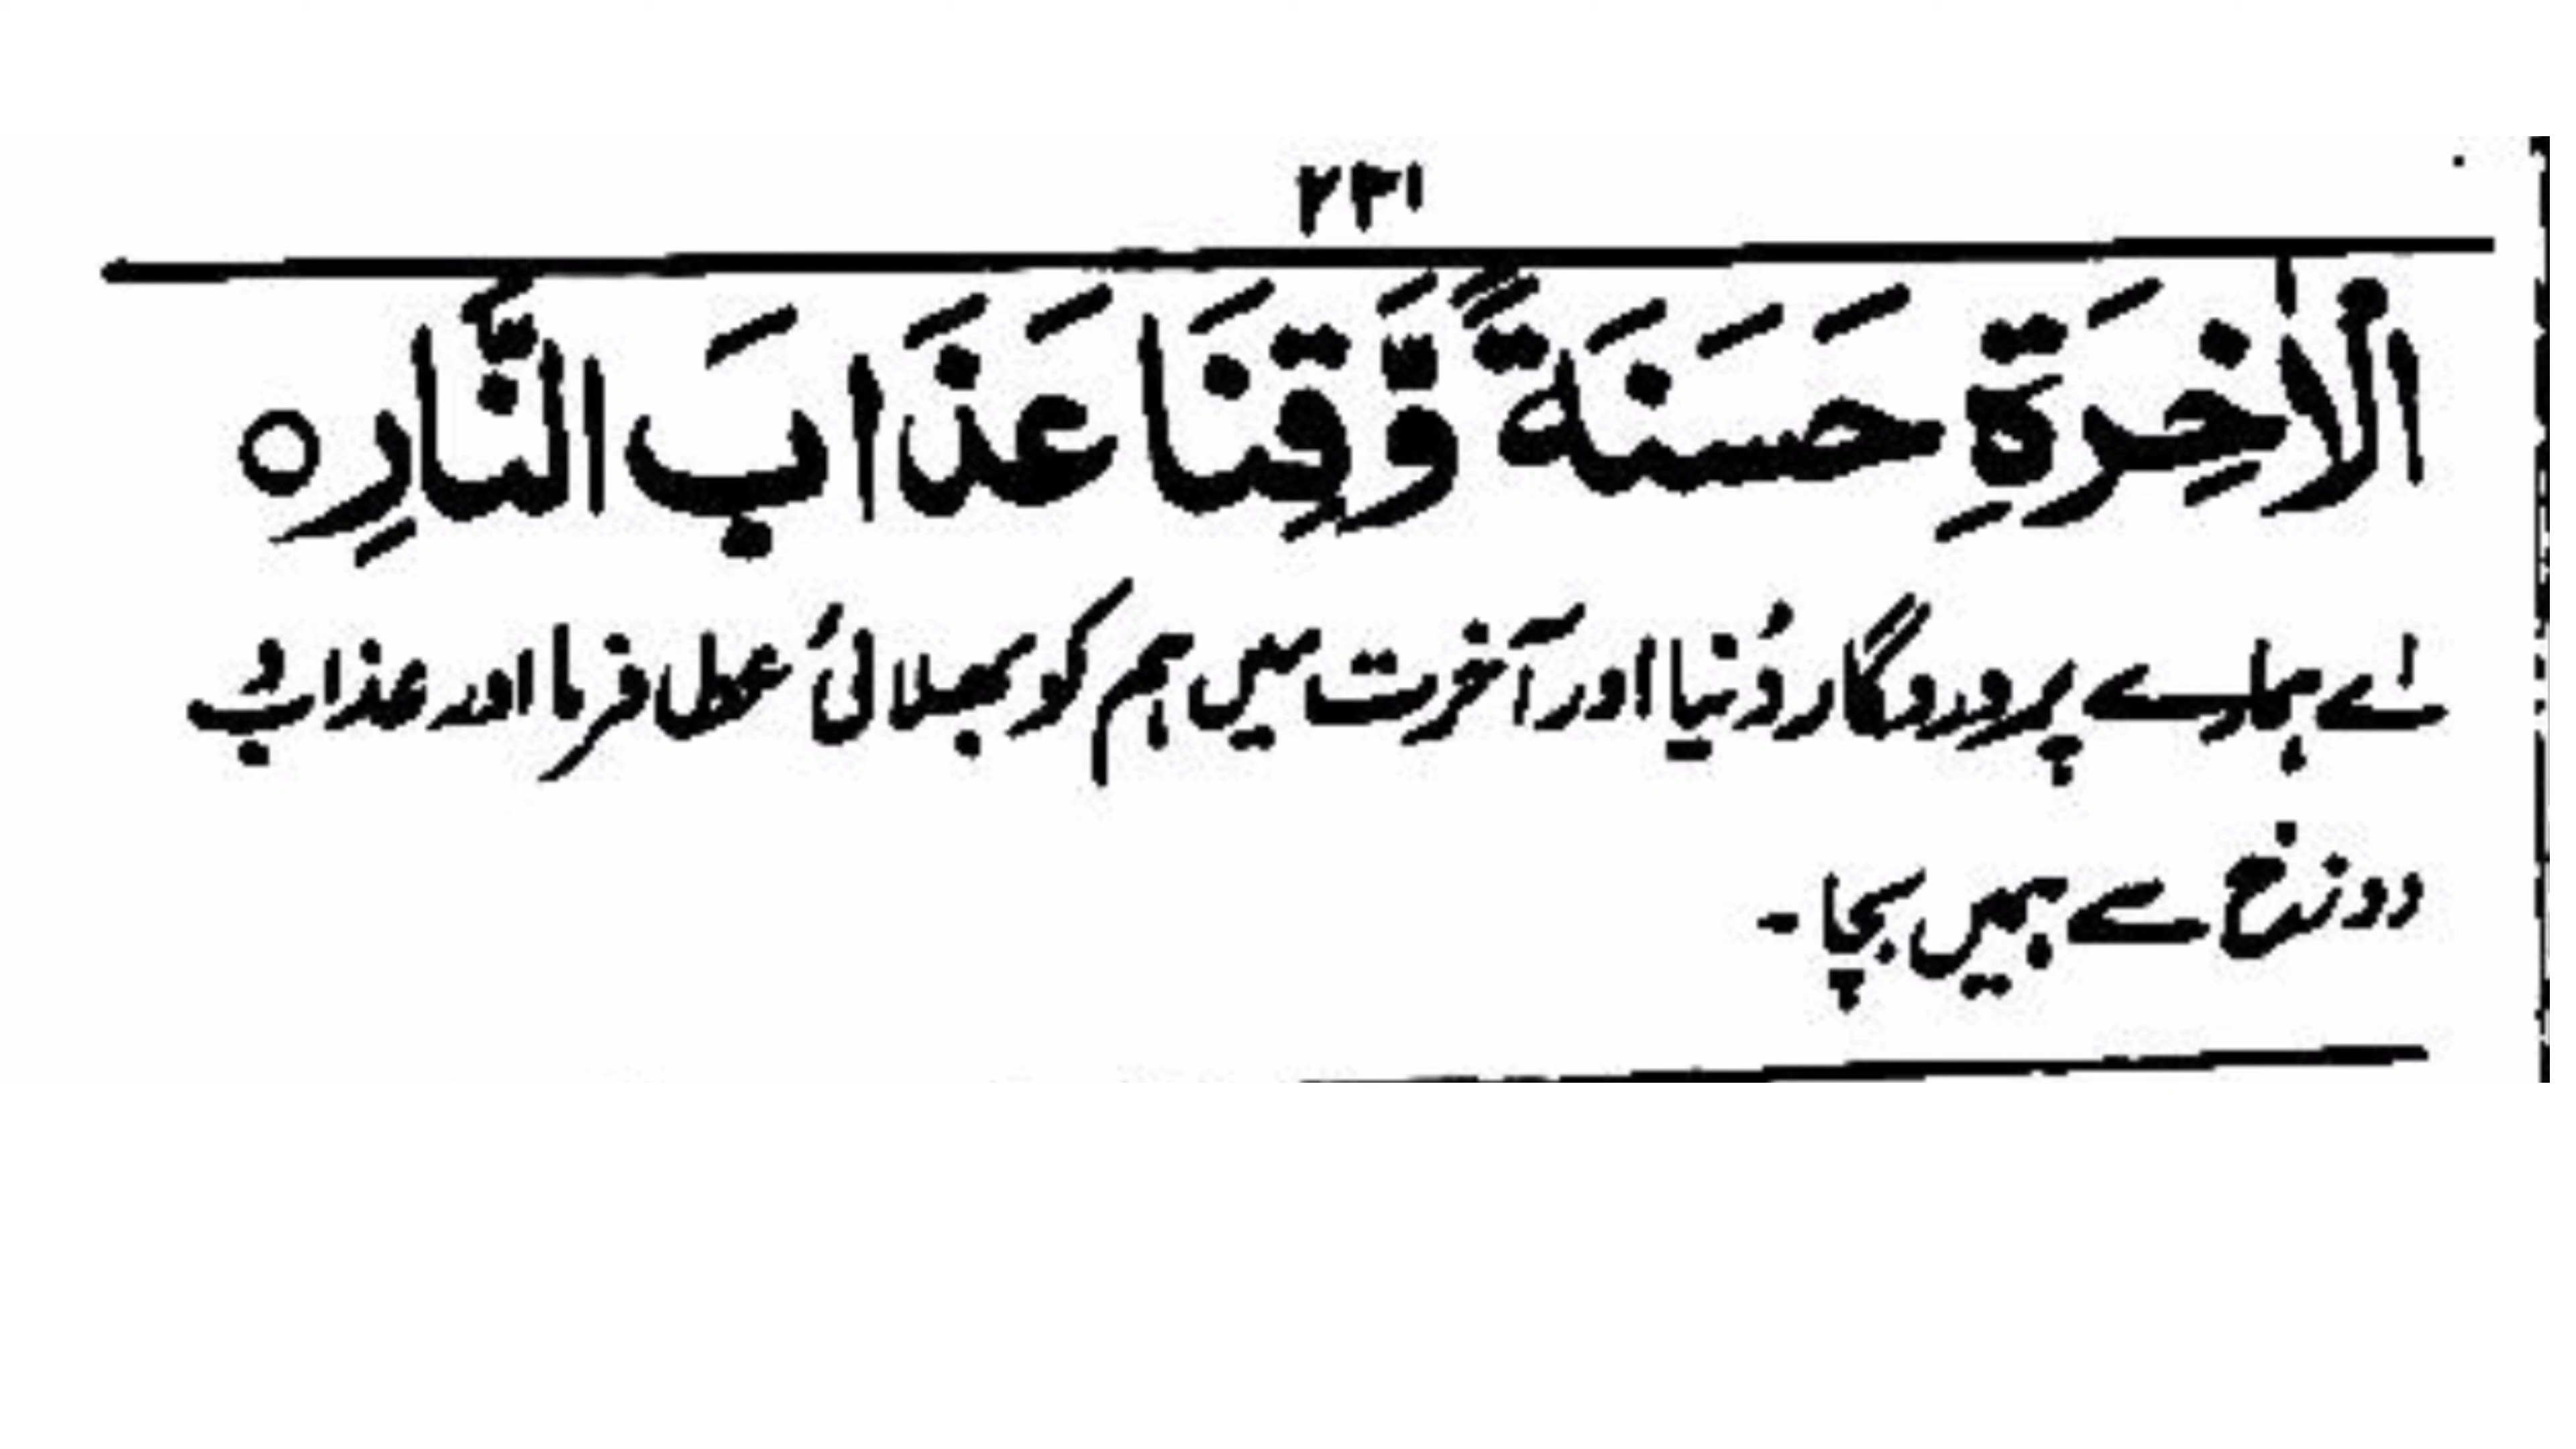 ۲۳۱
الْاٰخِرَةِ حَسَنَةً وَّقِنَا عَذَابَ النَّارِ ○
اے ہمارے پروردگار دُنیا اور آخرت میں ہم کو بھلائی عطا فرما اور عذاب
دوزخ سے ہمیں بچا۔